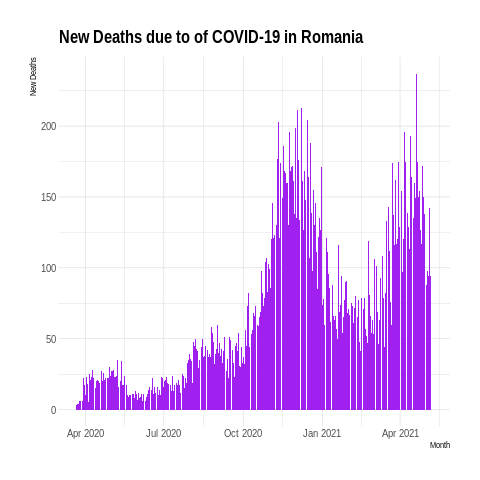 New Deaths due to of COVID-19 in Romania
New Deaths
200
150
100
50
0
Apr 2020 Jul 2020 Oct 2020 Jan 2021 Apr 2021
Month